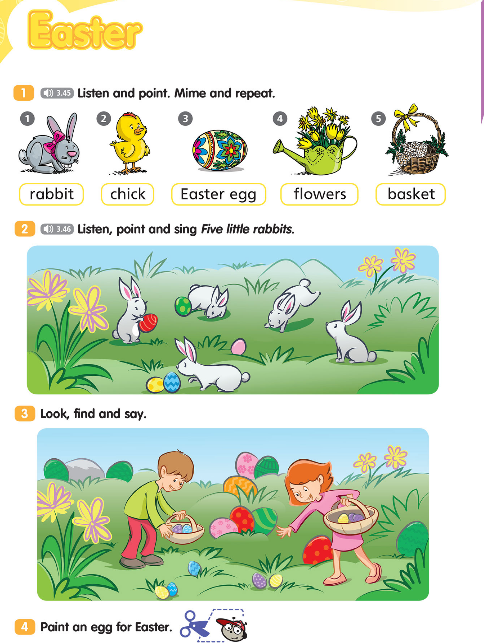 Easter
1 3.45 Listen and point. Mime and repeat.
1 2 3 4 5
rabbit chick Easter egg flowers basket
2 3.46 Listen, point and sing Five little rabbits.
3 Look, find and say.
4 Paint an egg for Easter.